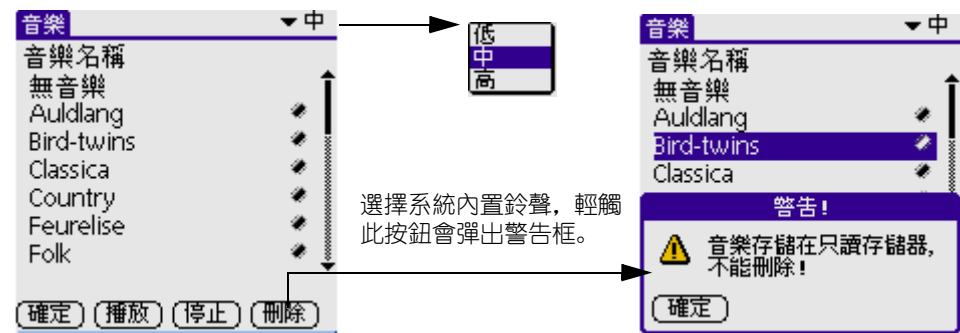 音樂
中
音樂名稱
無音樂
Auldlang
Bird-twins
Classica
Country
Feurelise
Folk
確定 播放 停止 刪除
低
中
高
選擇系統內置鈴聲，輕觸
此按鈕會彈出警告框。
音樂
中
音樂名稱
無音樂
Auldlang
Bird-twins
Classica
警告!
音樂存儲在只讀存儲器,
不能刪除!
確定